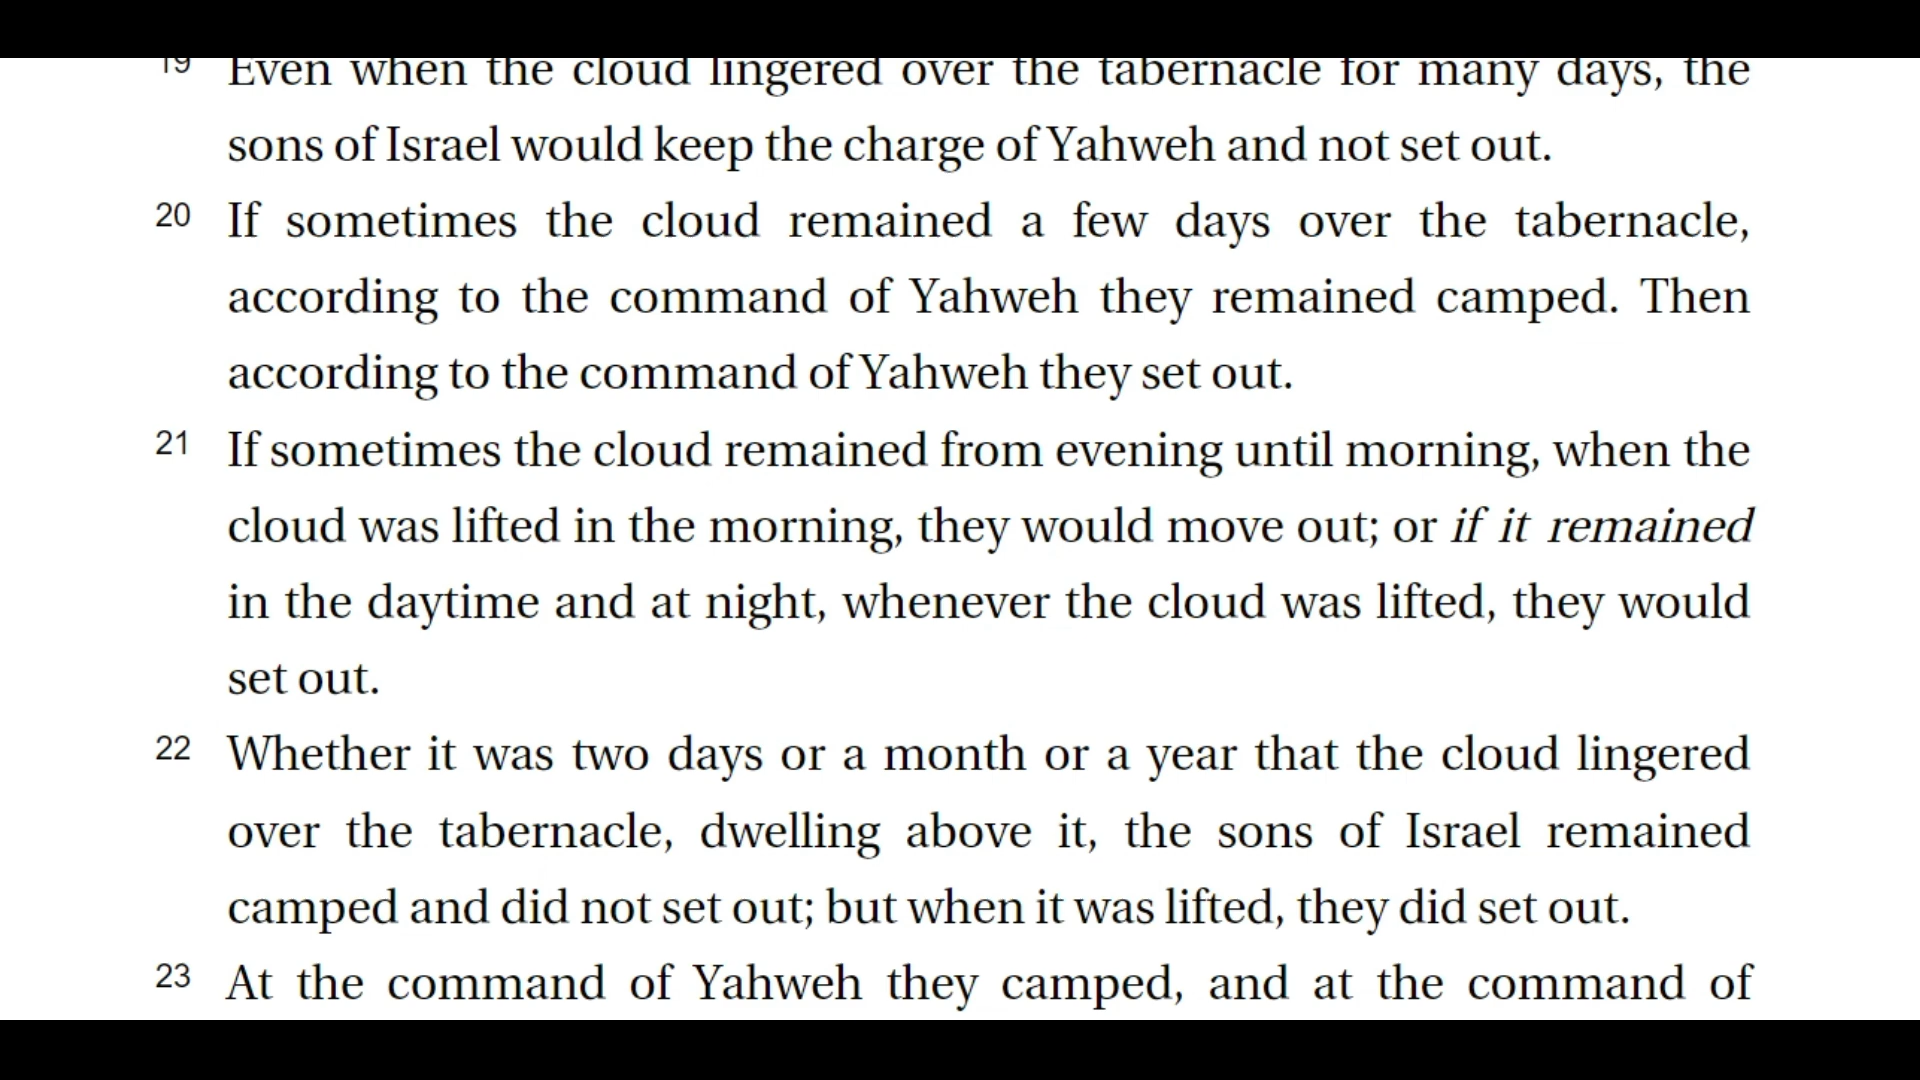 19 Even when the cloud lingered over the tabernacle for many days, the
sons of Israel would keep the charge of Yahweh and not set out.
20 If sometimes the cloud remained a few days over the tabernacle,
according to the command of Yahweh they remained camped. Then
according to the command of Yahweh they set out.
21 If sometimes the cloud remained from evening until morning, when the
cloud was lifted in the morning, they would move out; or if it remained
in the daytime and at night, whenever the cloud was lifted, they would
set out.
22 Whether it was two days or a month or a year that the cloud lingered
over the tabernacle, dwelling above it, the sons of Israel remained
camped and did not set out; but when it was lifted, they did set out.
23 At the command of Yahweh they camped, and at the command of